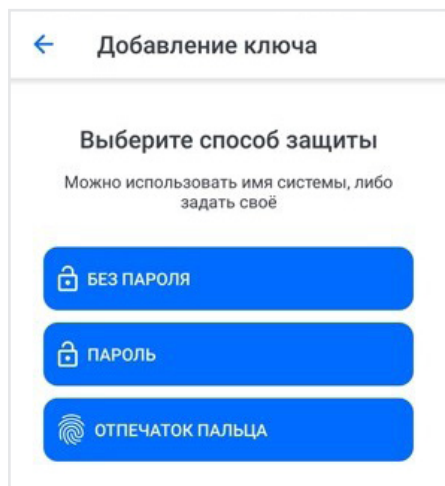 Добавление ключа
Выберите способ защиты
Можно использовать имя системы, либо
задать своё
БЕЗ ПАРОЛЯ
ПАРОЛЬ
ОТПЕЧАТОК ПАЛЬЦА